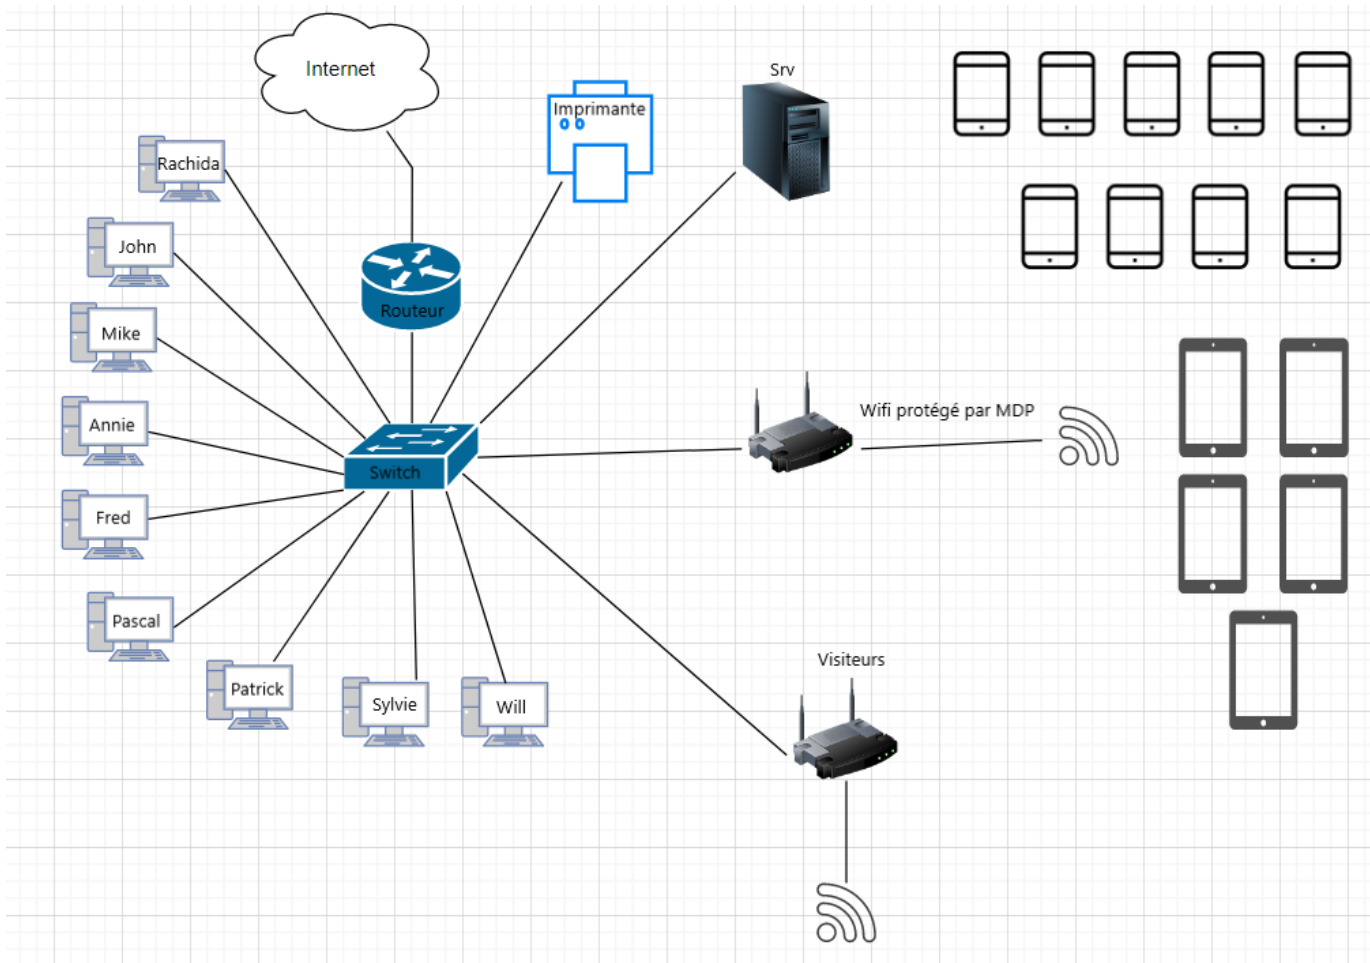 Internet
Imprimante
Srv
Rachida
John
Routeur
Mike
Annie
Wifi protégé par MDP
Switch
Fred
Pascal
Patrick
Sylvie
Will
Visiteurs